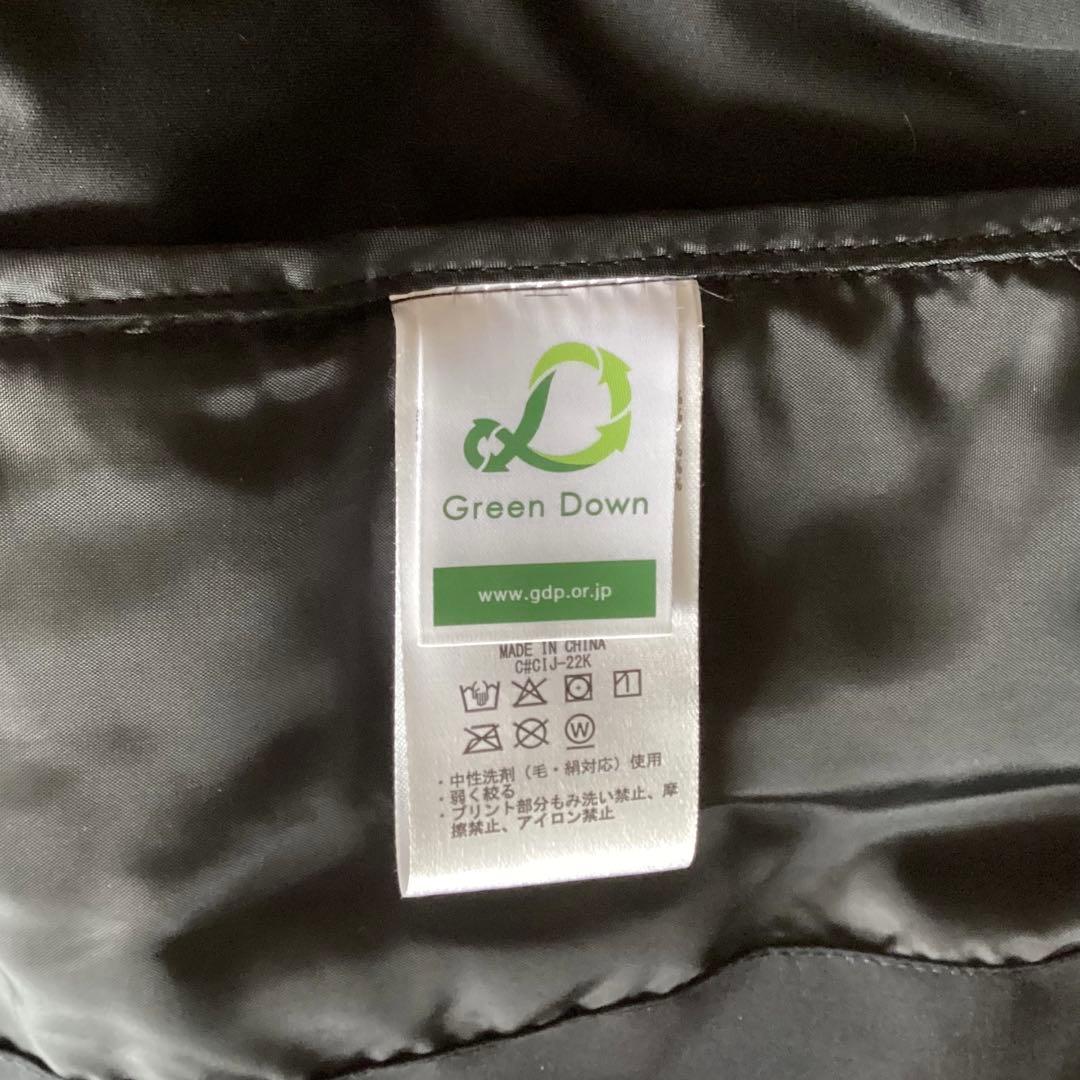 Green Down
www.gdp.or.jp
MADE IN CHINA
C#CIJ-22K
W
・中性洗剤（毛・絹対応）使用
・弱く絞る
・プリント部分もみ洗い禁止、摩
擦禁止、アイロン禁止